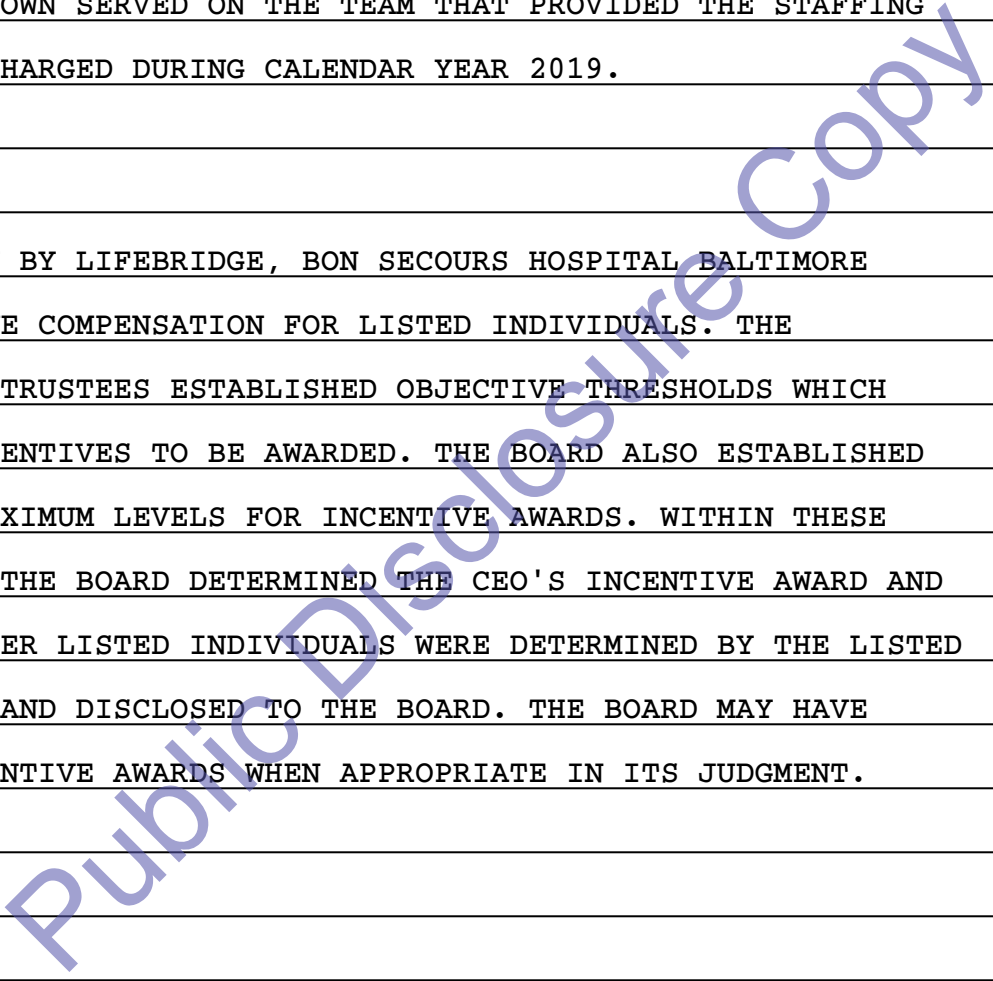 OWN SERVED ON THE TEAM THAT PROVIDED THE STAFFING
HARGED DURING CALENDAR YEAR 2019.
BY LIFEBRIDGE, BON SECOURS HOSPITAL BALTIMORE
E COMPENSATION FOR LISTED INDIVIDUALS. THE
TRUSTEES ESTABLISHED OBJECTIVE THRESHOLDS WHICH
ENTIVES TO BE AWARDED. THE BOARD ALSO ESTABLISHED
XIMUM LEVELS FOR INCENTIVE AWARDS. WITHIN THESE
THE BOARD DETERMINED THE CEO'S INCENTIVE AWARD AND
ER LISTED INDIVIDUALS WERE DETERMINED BY THE LISTED
AND DISCLOSED TO THE BOARD. THE BOARD MAY HAVE
NTIVE AWARDS WHEN APPROPRIATE IN ITS JUDGMENT.
Public Disclosure Copy